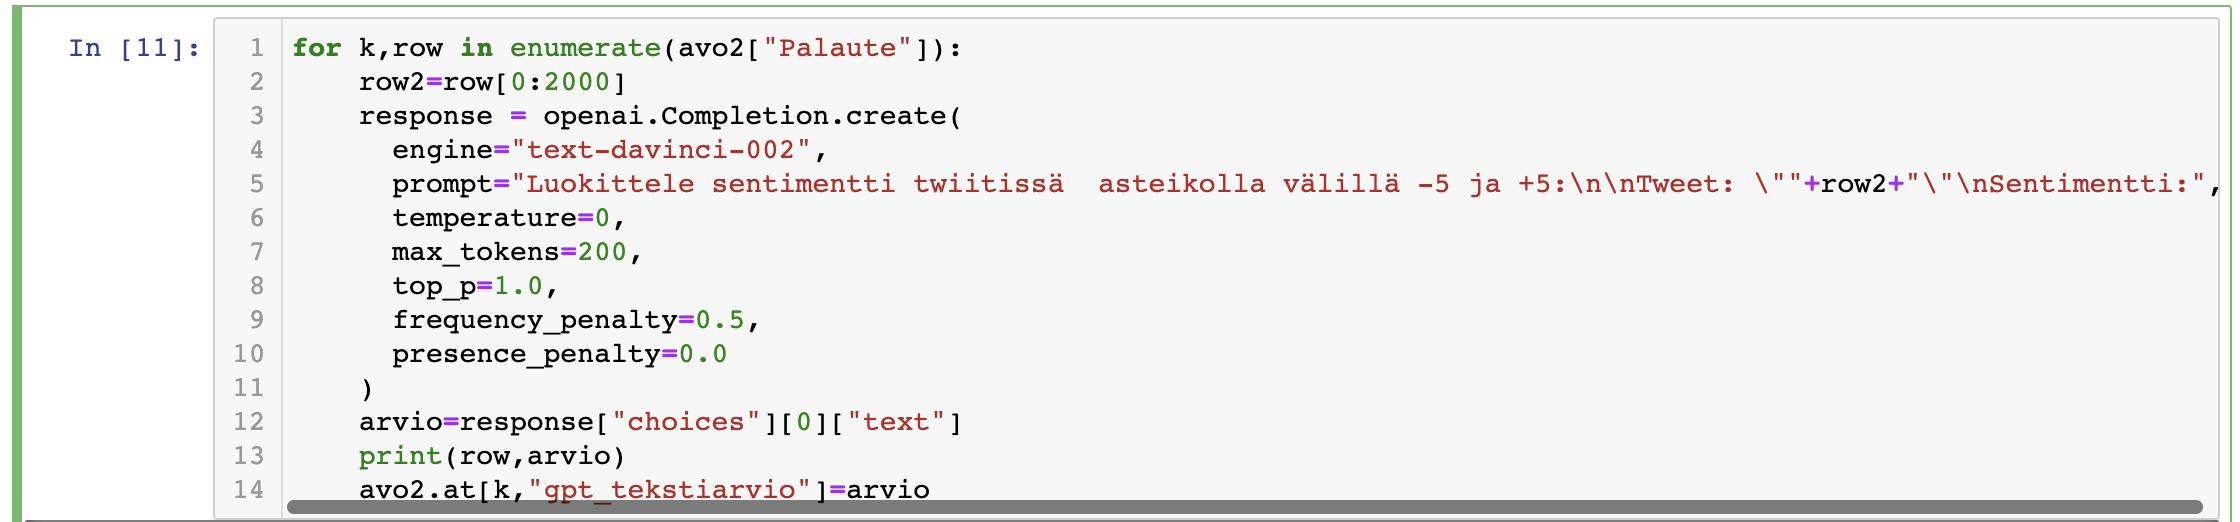 In [11]:
1 for k,row in enumerate(avo2["Palaute"]):
2     row2=row[0:2000]
3     response = openai.Completion.create(
4       engine="text-davinci-002",
5       prompt="Luokittele sentimentti twiitissä  asteikolla välillä -5 ja +5:\n\nTweet: \""+row2+"\"\nSentimentti:",
6       temperature=0,
7       max_tokens=200,
8       top_p=1.0,
9       frequency_penalty=0.5,
10       presence_penalty=0.0
11     )
12     arvio=response["choices"][0]["text"]
13     print(row,arvio)
14     avo2.at[k,"gpt_tekstiarvio"]=arvio